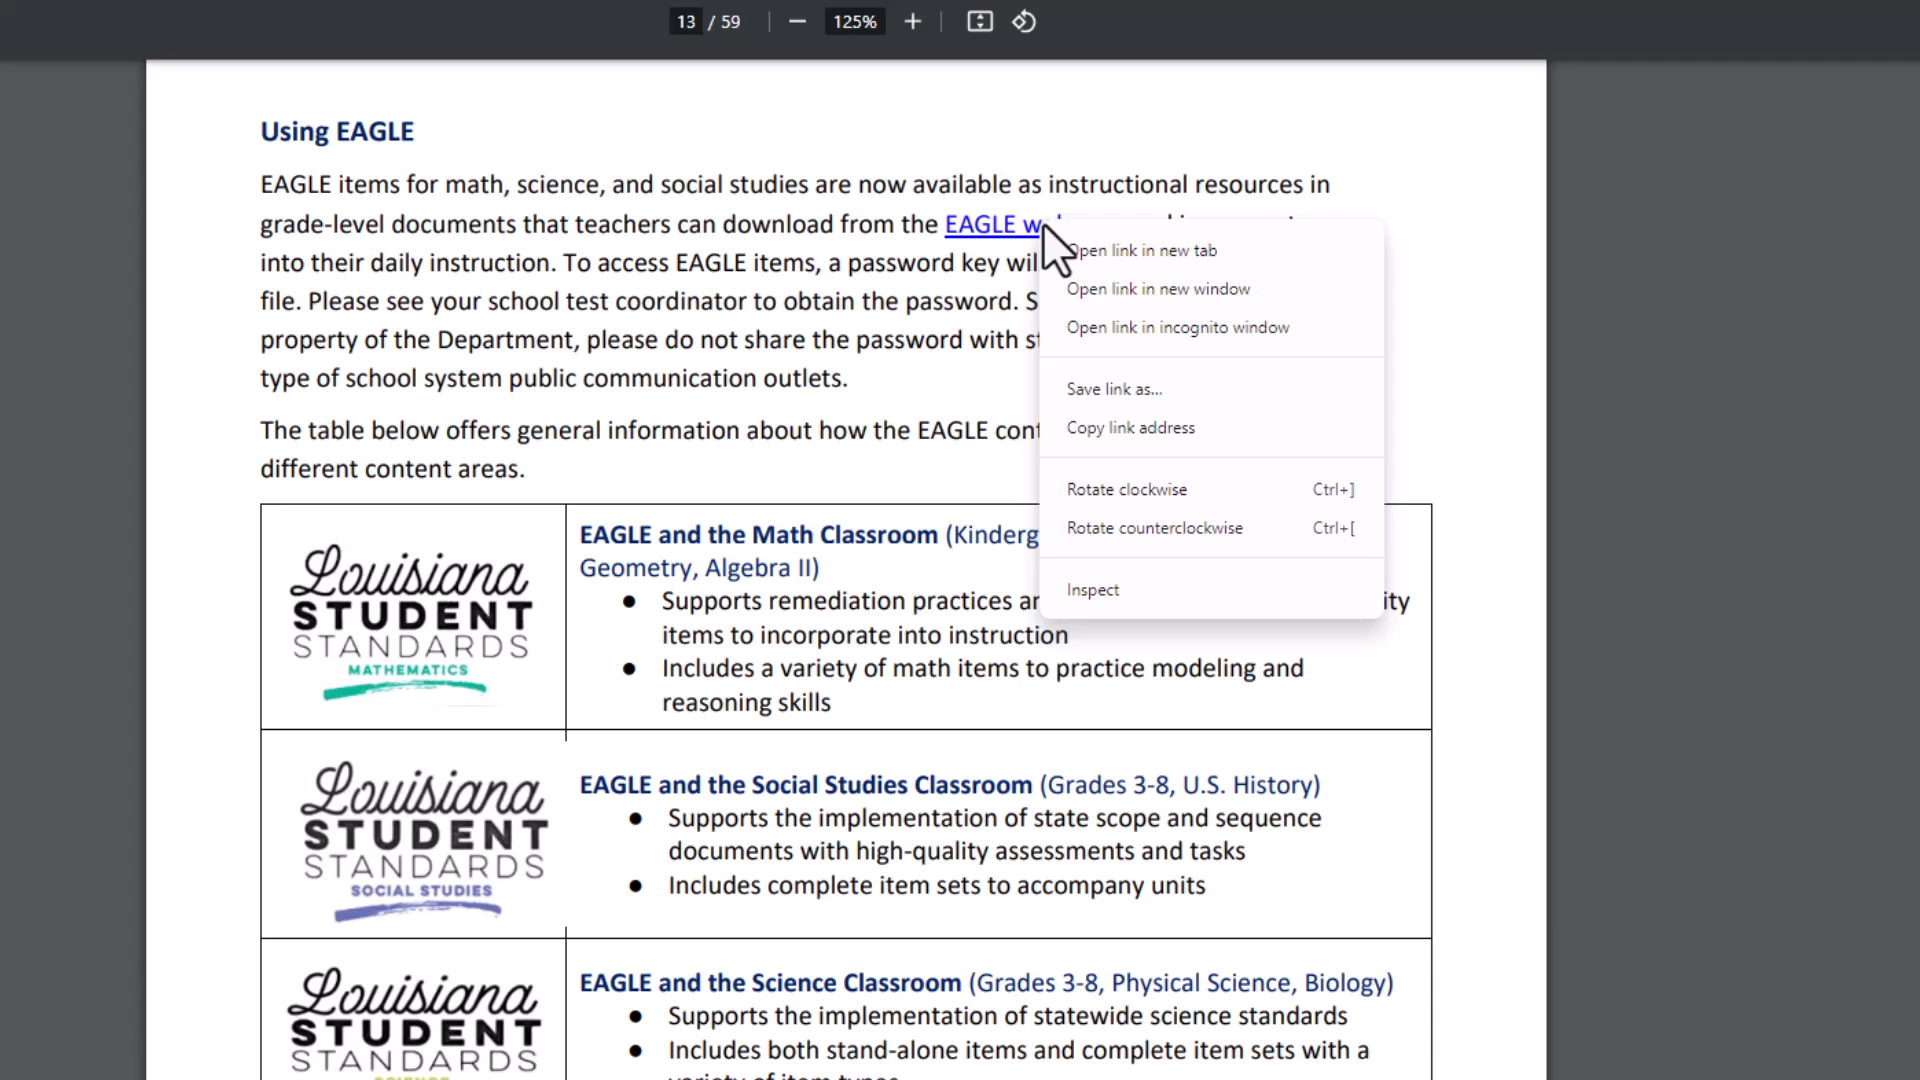 13 / 59 125%
Using EAGLE
EAGLE items for math, science, and social studies are now available as instructional resources in
grade-level documents that teachers can download from the EAGLE
into their daily instruction. To access EAGLE items, a password key
file. Please see your school test coordinator to obtain the password.
property of the Department, please do not share the password with
type of school system public communication outlets.
The table below offers general information about how the EAGLE
different content areas.
Open link in new tab
Open link in new window
Open link in incognito window
Save link as...
Copy link address
Rotate clockwise Ctrl+]
Rotate counterclockwise Ctrl+[
Inspect
Louisiana
STUDENT
STANDARDS
MATHEMATICS
EAGLE and the Math Classroom
Geometry, Algebra II)
● Supports remediation practices
items to incorporate into instruction
● Includes a variety of math items to practice modeling and
reasoning skills
Louisiana
STUDENT
STANDARDS
SOCIAL STUDIES
EAGLE and the Social Studies Classroom (Grades 3-8, U.S. History)
● Supports the implementation of state scope and sequence
documents with high-quality assessments and tasks
● Includes complete item sets to accompany units
Louisiana
STUDENT
STANDARDS
EAGLE and the Science Classroom (Grades 3-8, Physical Science, Biology)
● Supports the implementation of statewide science standards
● Includes both stand-alone items and complete item sets with a